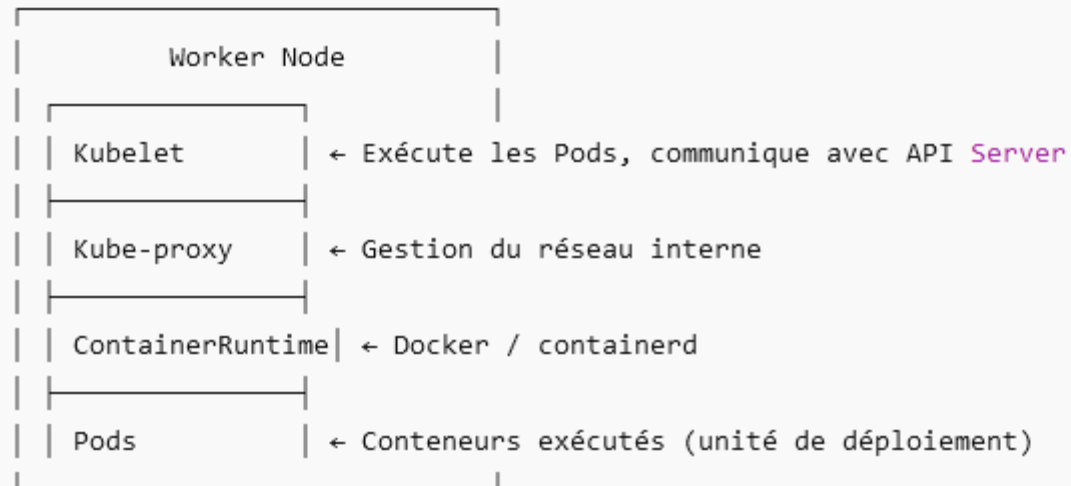 Worker Node
Kubelet ← Exécute les Pods, communique avec API Server
Kube-proxy ← Gestion du réseau interne
ContainerRuntime ← Docker / containerd
Pods ← Conteneurs exécutés (unité de déploiement)